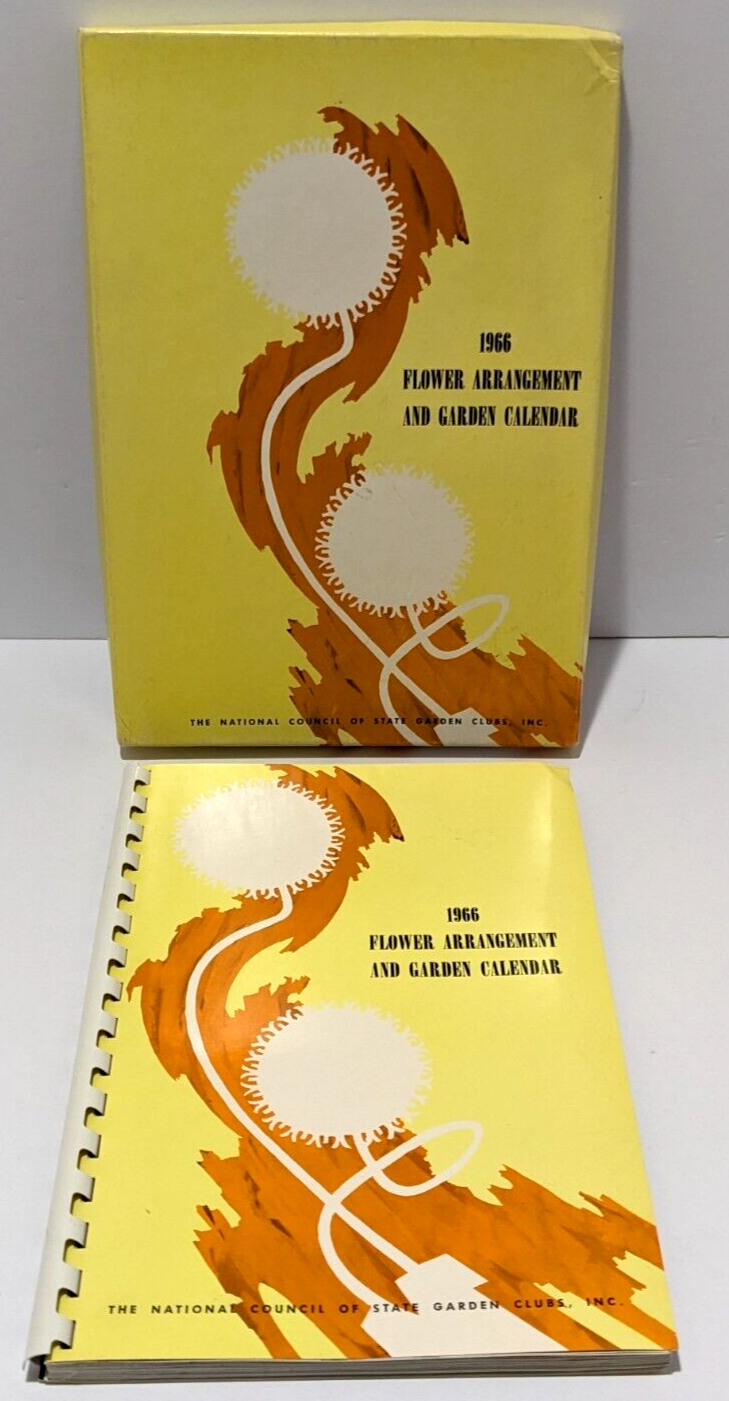 1966
FLOWER ARRANGEMENT
AND GARDEN CALENDAR
THE NATIONAL COUNCIL OF STATE GARDEN CLUBS, INC.
1966
FLOWER ARRANGEMENT
AND GARDEN CALENDAR
THE NATIONAL COUNCIL OF STATE GARDEN CLUBS, INC.